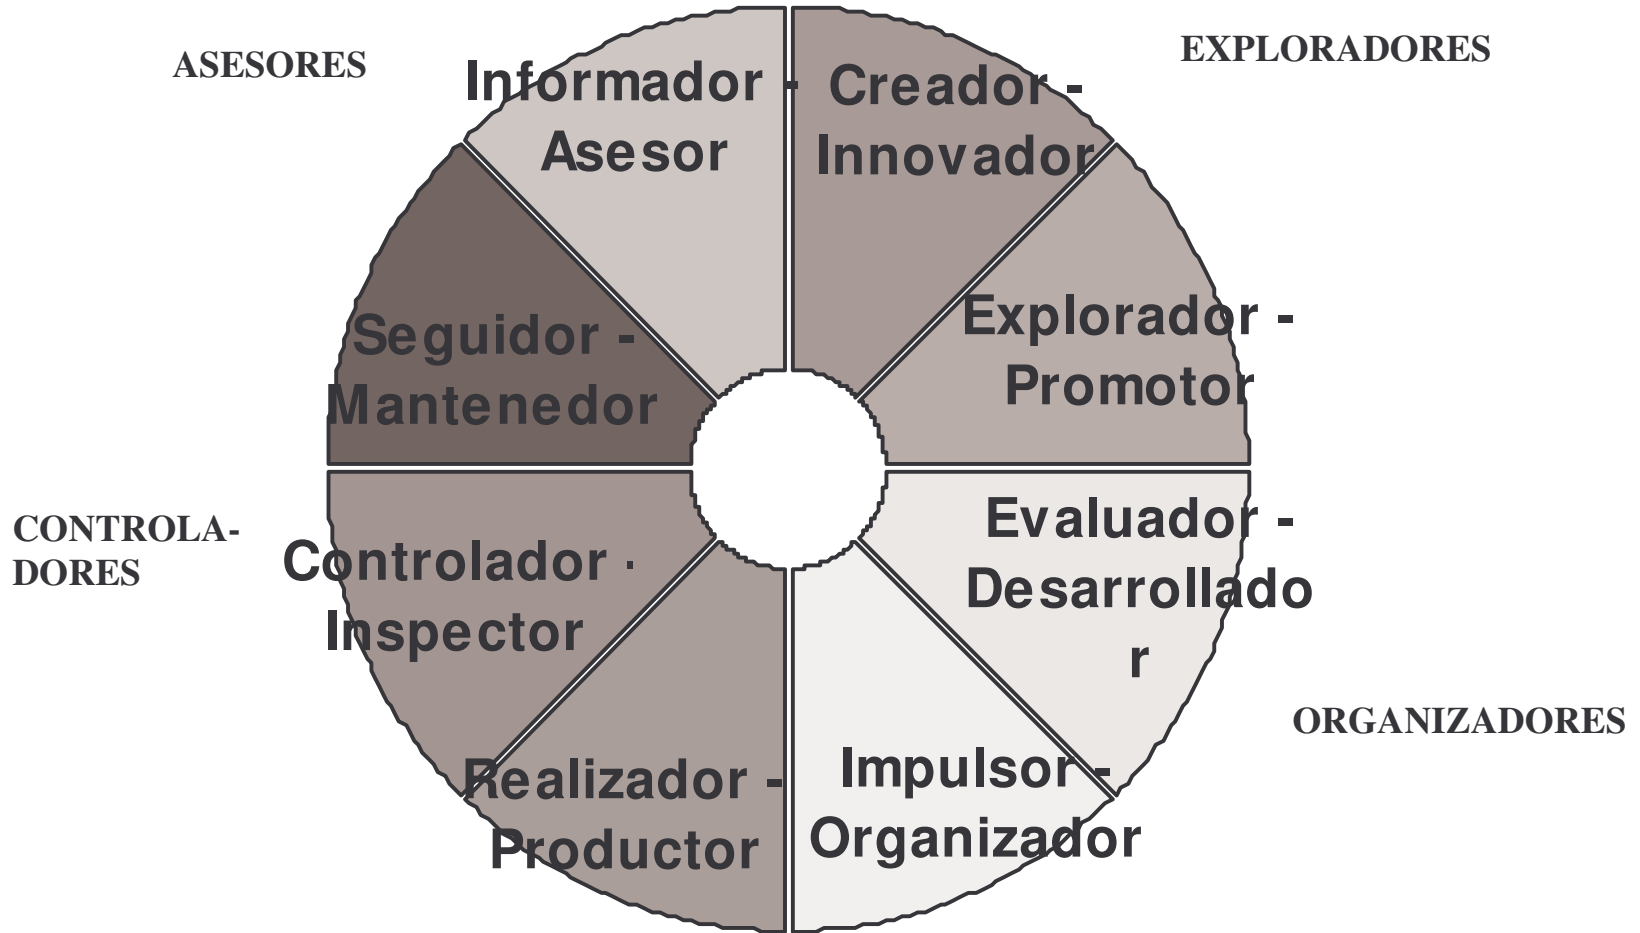 ASESORES
EXPLORADORES
Informador -
Asesor
Creador -
Innovador
Seguidor -
Mantenedor
Explorador -
Promotor
CONTROLA-
DORES
Controlador -
Inspector
Evaluador -
Desarrollado
r
ORGANIZADORES
Realizador -
Productor
Impulsor -
Organizador